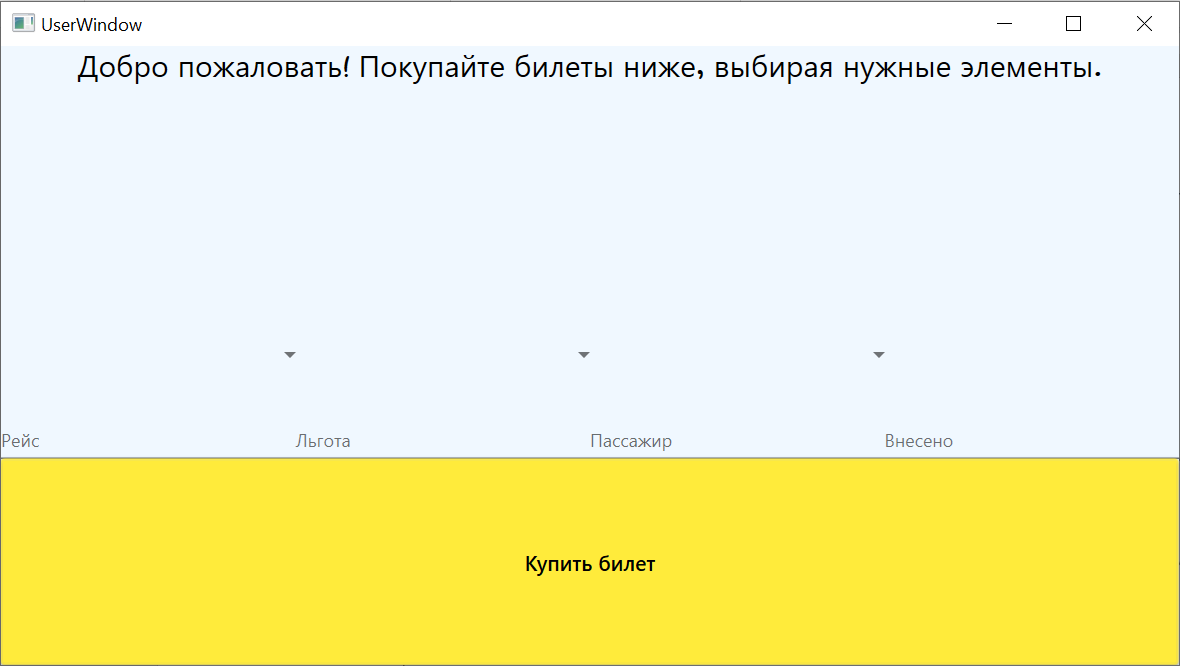 UserWindow
Добро пожаловать! Покупайте билеты ниже, выбирая нужные элементы.
Рейс Льгота Пассажир Внесено
Купить билет